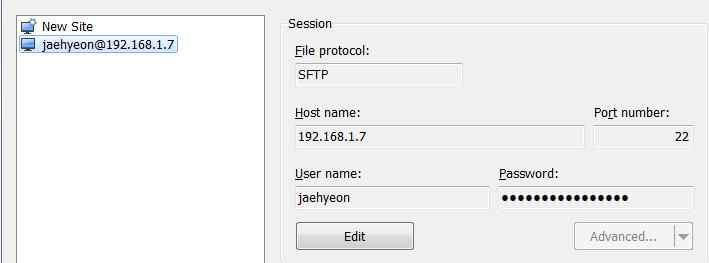 New Site
jaehyeon@192.168.1.7
Session
File protocol:
SFTP
Host name:
Port number:
192.168.1.7
22
User name:
Password:
jaehyeon
●●●●●●●●●●●●●●●●
Edit
Advanced...